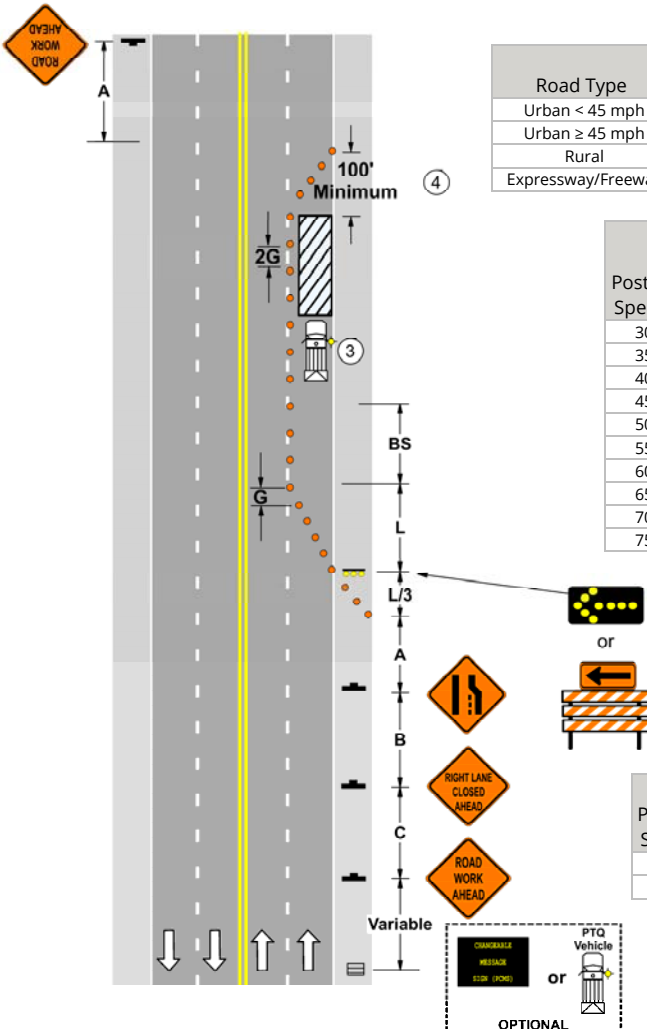 ROAD
WORK
AHEAD
A
Road Type
Urban < 45 mph
Urban ≥ 45 mph
Rural
100'
Minimum
4
2G
3
BS
G
L
L/3
A
or
B
RIGHT LANE
CLOSED
AHEAD
C
ROAD
WORK
AHEAD
Variable
CHANGEABLE
MESSAGE
SIGN (PCMS)
or
PTQ
Vehicle
OPTIONAL